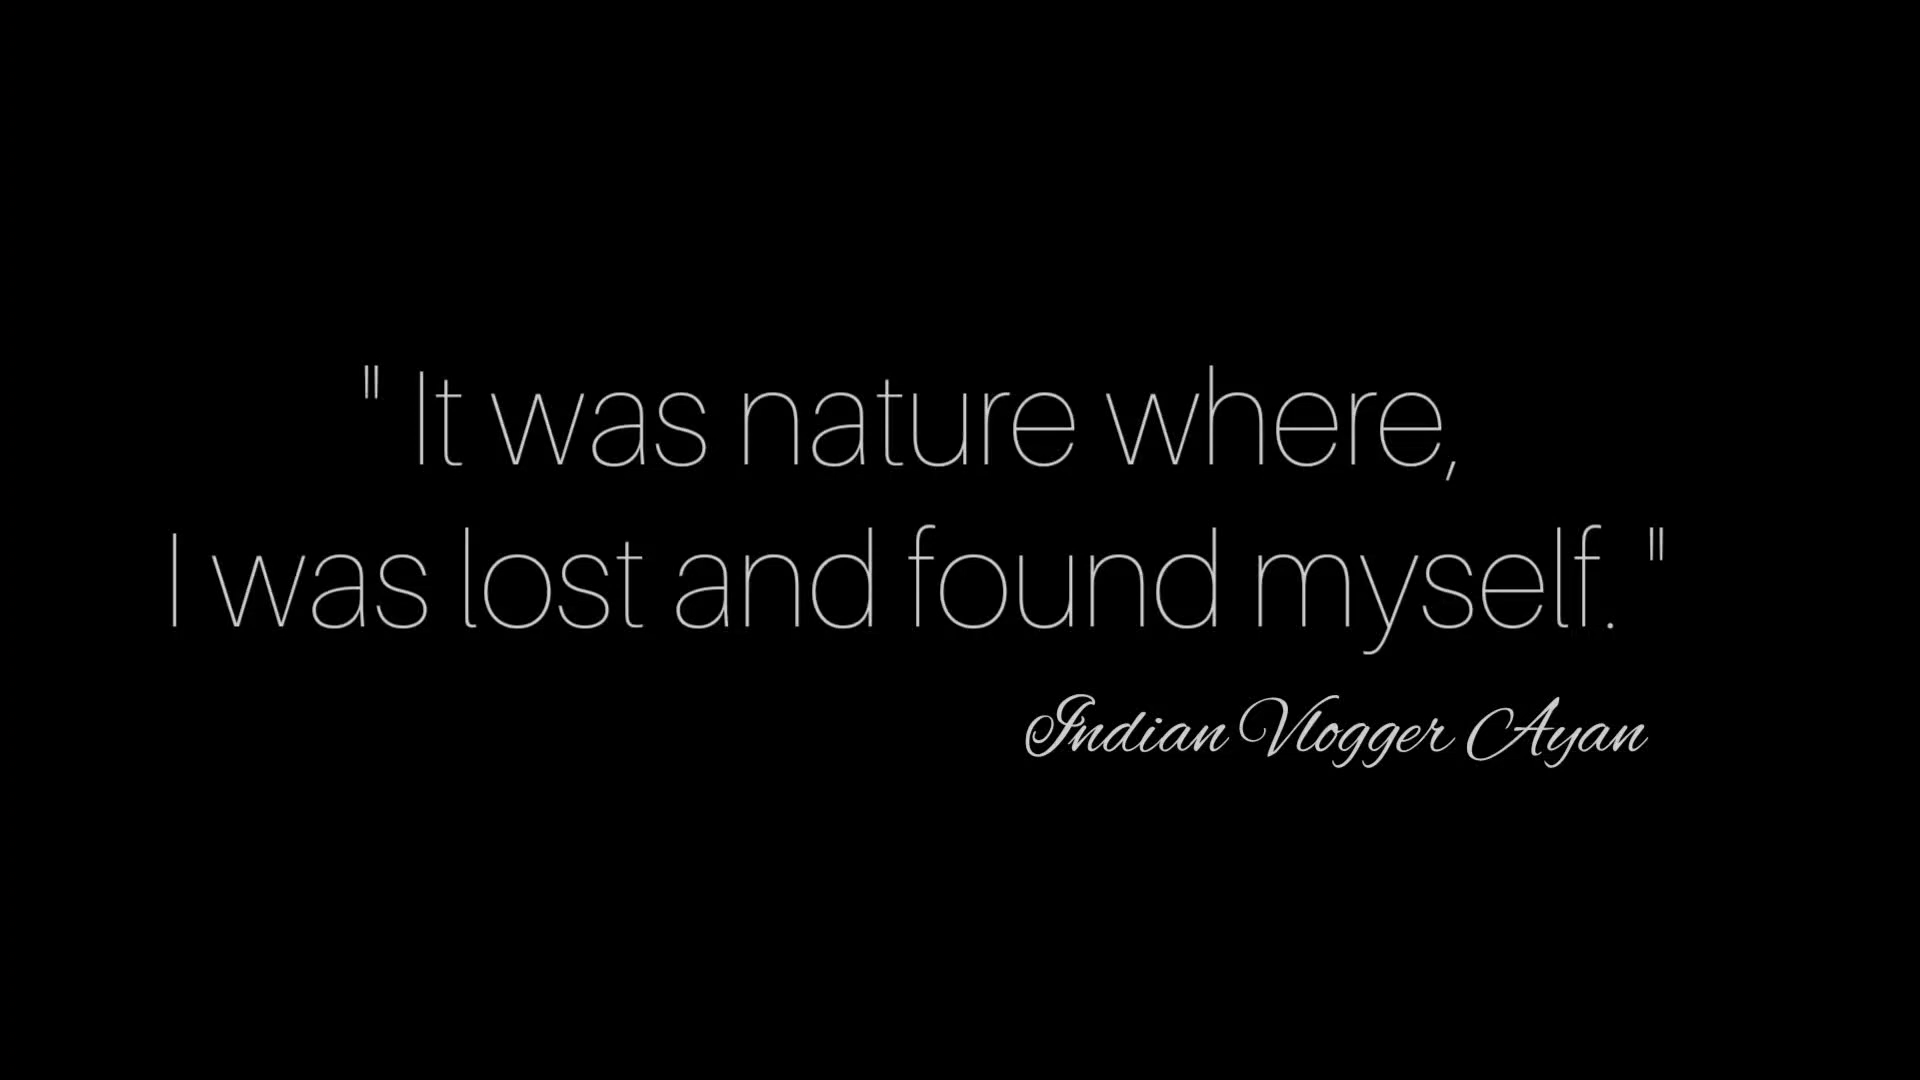 " It was nature where,
I was lost and found myself. "
Indian Vlogger Ayan